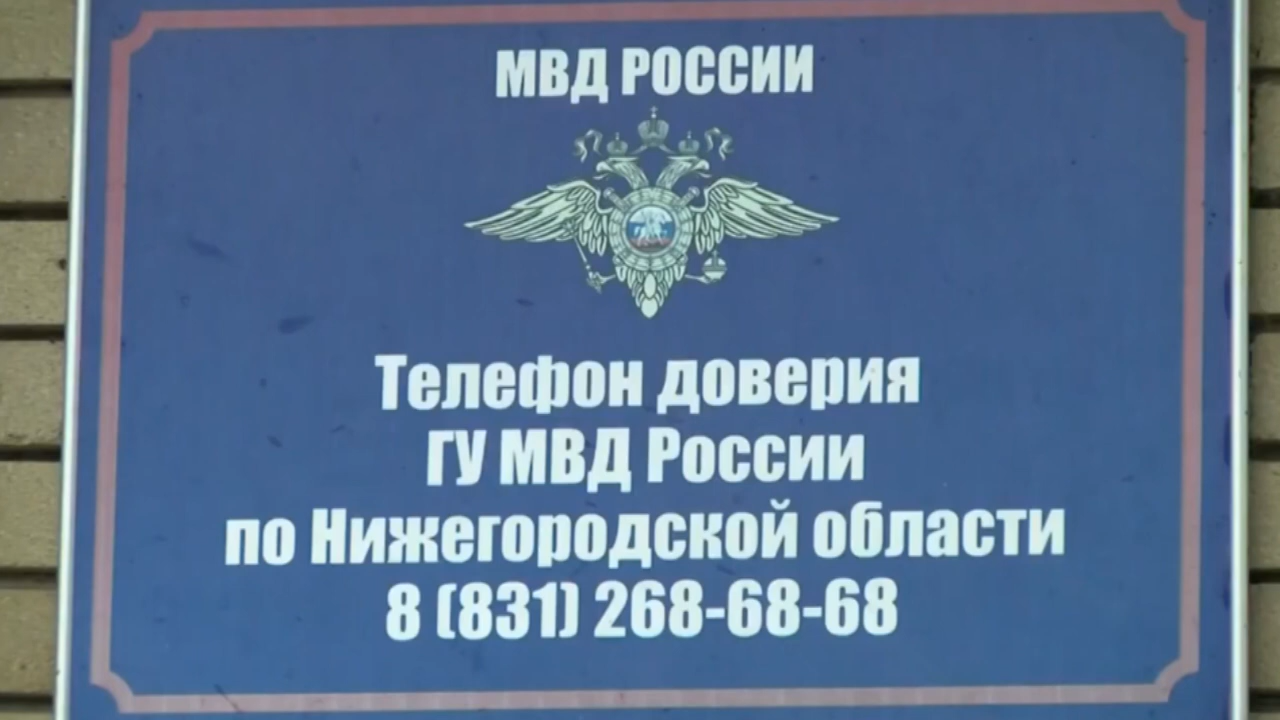 МВД РОССИИ
Телефон доверия
ГУ МВД России
по Нижегородской области
8 (831) 268-68-68